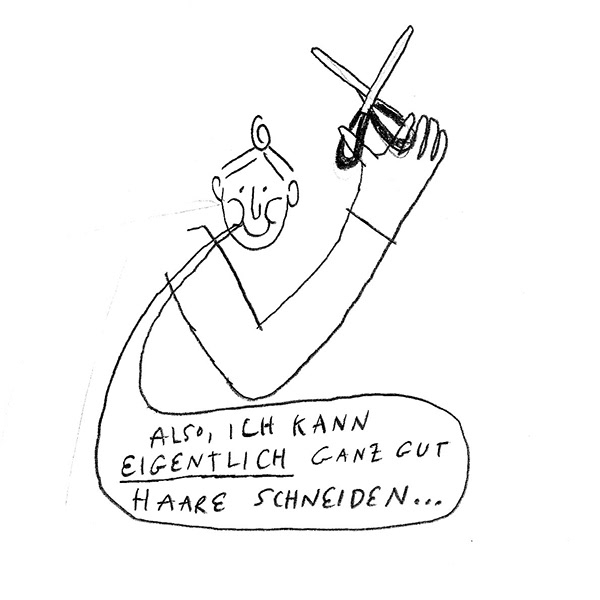 ALSO, ICH KANN
EIGENTLICH GANZ GUT
HAARE SCHNEIDEN...